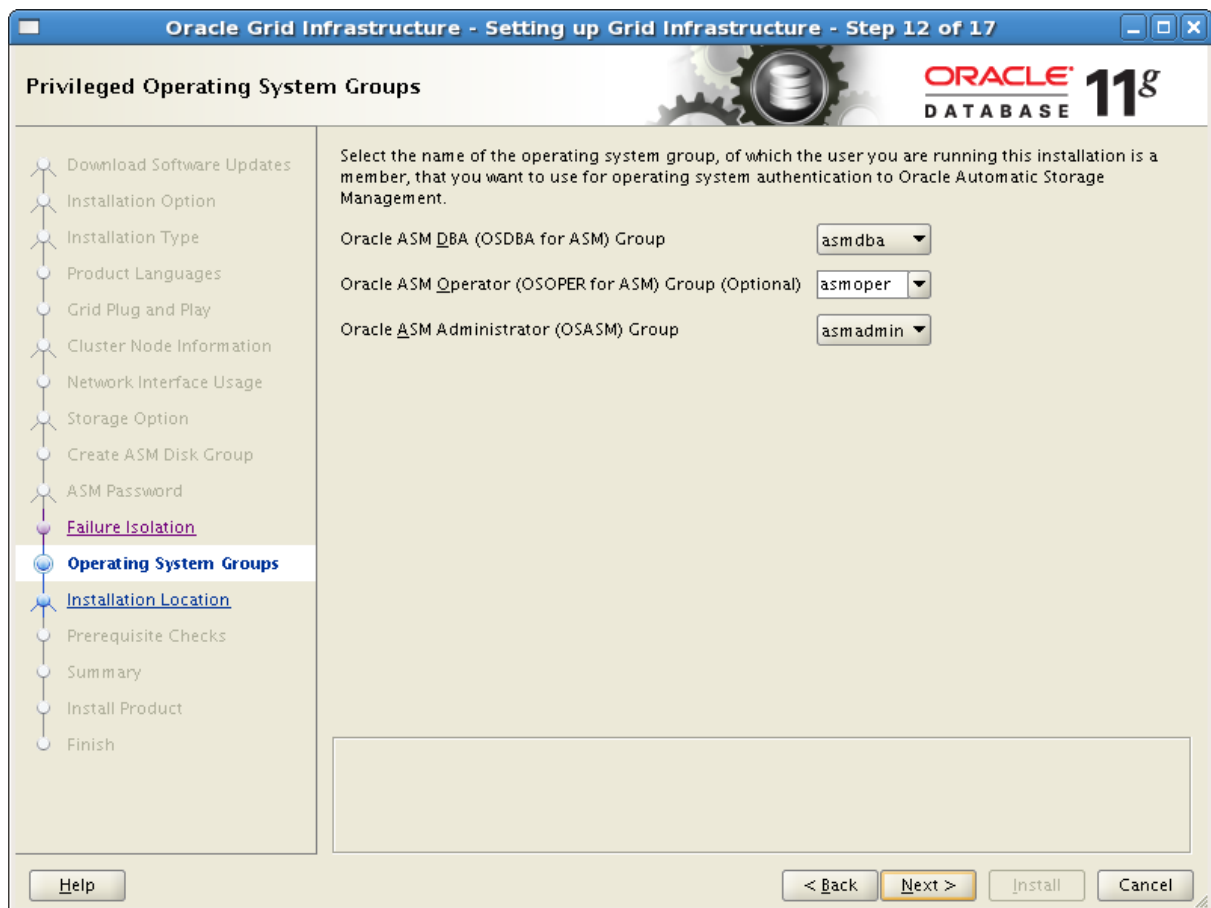 Oracle Grid Infrastructure - Setting up Grid Infrastructure - Step 12 of 17
Privileged Operating System Groups
ORACLE DATABASE 11g
Download Software Updates
Installation Option
Installation Type
Product Languages
Grid Plug and Play
Cluster Node Information
Network Interface Usage
Storage Option
Create ASM Disk Group
ASM Password
Failure Isolation
Operating System Groups
Installation Location
Prerequisite Checks
Summary
Install Product
Finish
Select the name of the operating system group, of which the user you are running this installation is a
member, that you want to use for operating system authentication to Oracle Automatic Storage
Management.
Oracle ASM DBA (OSDBA for ASM) Group asmdba
Oracle ASM Operator (OSOPER for ASM) Group (Optional) asmoper
Oracle ASM Administrator (OSASM) Group asmadmin
Help < Back Next > Install Cancel